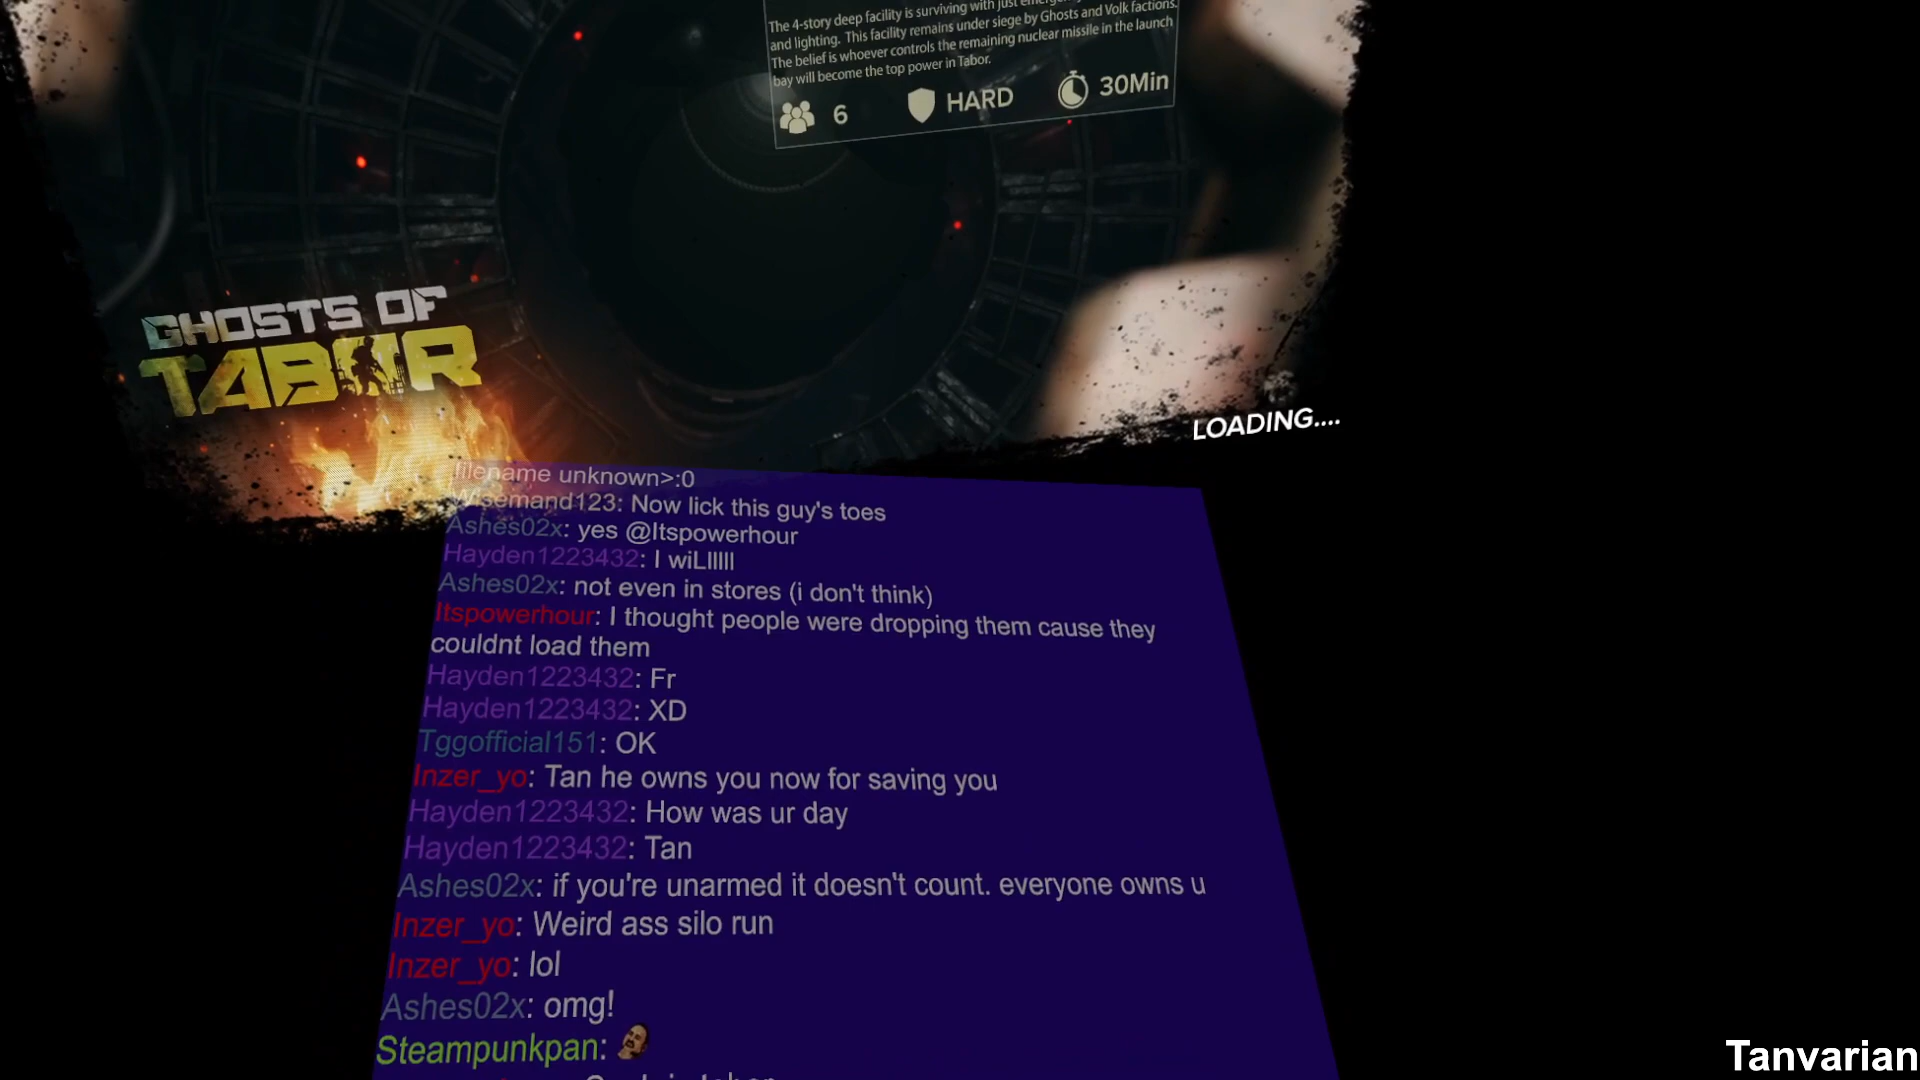 The 4-story deep facility is surviving with just
and lighting. This facility remains under siege by Ghosts and Volk factions.
The belief is whoever controls the remaining nuclear missile in the launch
bay will become the top power in Tabor.
6 HARD 30Min
GHOSTS OF
TABOR
LOADING....
filename unknown>:0
Wisemand123: Now lick this guy's toes
Ashes02x: yes @Itspowerhour
Hayden1223432: I wiLlllll
Ashes02x: not even in stores (i don't think)
Itspowerhour: I thought people were dropping them cause they
couldnt load them
Hayden1223432: Fr
Hayden1223432: XD
Tggofficial151: OK
Inzer_yo: Tan he owns you now for saving you
Hayden1223432: How was ur day
Hayden1223432: Tan
Ashes02x: if you're unarmed it doesn't count. everyone owns u
Inzer_yo: Weird ass silo run
Inzer_yo: lol
Ashes02x: omg!
Steampunkpan:
Tanvarian